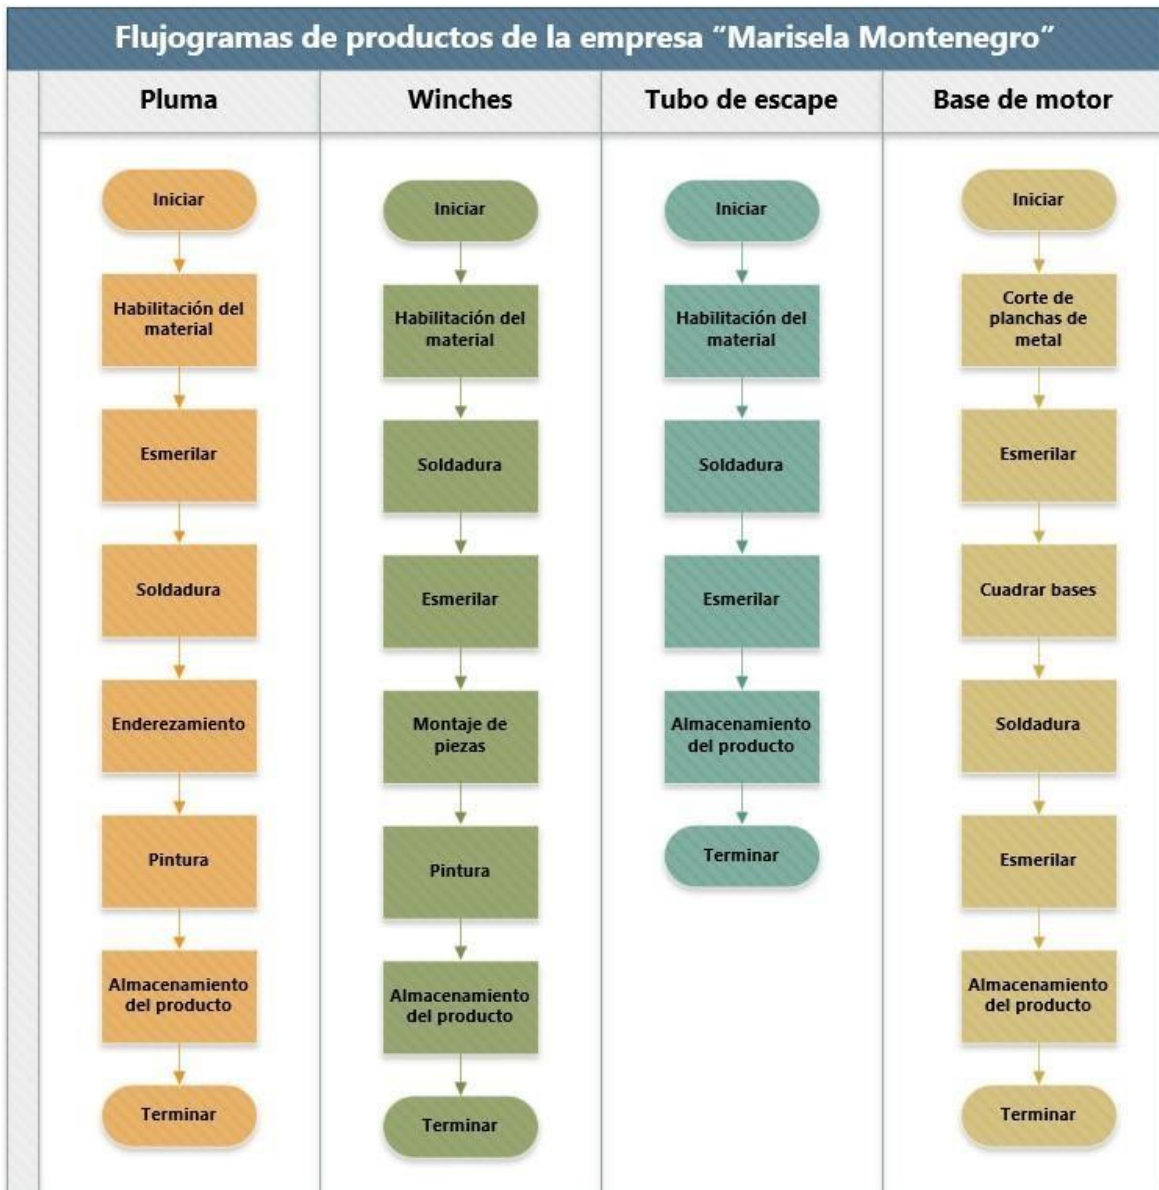 Flujogramas de productos de la empresa “Marisela Montenegro”
Pluma
Winches
Tubo de escape
Base de motor
Iniciar
Habilitación del
material
Esmerilar
Soldadura
Enderezamiento
Pintura
Almacenamiento
del producto
Terminar
Iniciar
Habilitación del
material
Soldadura
Esmerilar
Montaje de
piezas
Pintura
Almacenamiento
del producto
Terminar
Iniciar
Habilitación del
material
Soldadura
Esmerilar
Almacenamiento
del producto
Terminar
Iniciar
Corte de
planchas de
metal
Esmerilar
Cuadrar bases
Soldadura
Esmerilar
Almacenamiento
del producto
Terminar